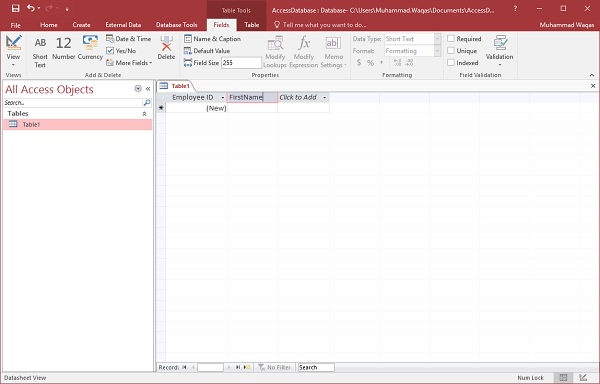 Table Tools
AccessDatabase : Database- C:\Users\Muhammad.Waqas\Documents\AccessD...
?
File Home Create External Data Database Tools Fields Table Tell me what you want to do... Muhammad Waqas
View
AB Short Text
12 Number
Currency
Date & Time
Yes/No
More Fields
Delete
Name & Caption
Default Value
Field Size 255
Modify Lookups
fx Modify Expression
ab Memo Settings
Data Type: Short Text
Format: Formatting
$ % ,
Required
Unique
Indexed
Field Validation
Views Add & Delete Properties Formatting Field Validation
All Access Objects
Search...
Tables
Table1
Table1
Employee ID FirstName Click to Add
(New)
Record: No Filter Search
Datasheet View Num Lock